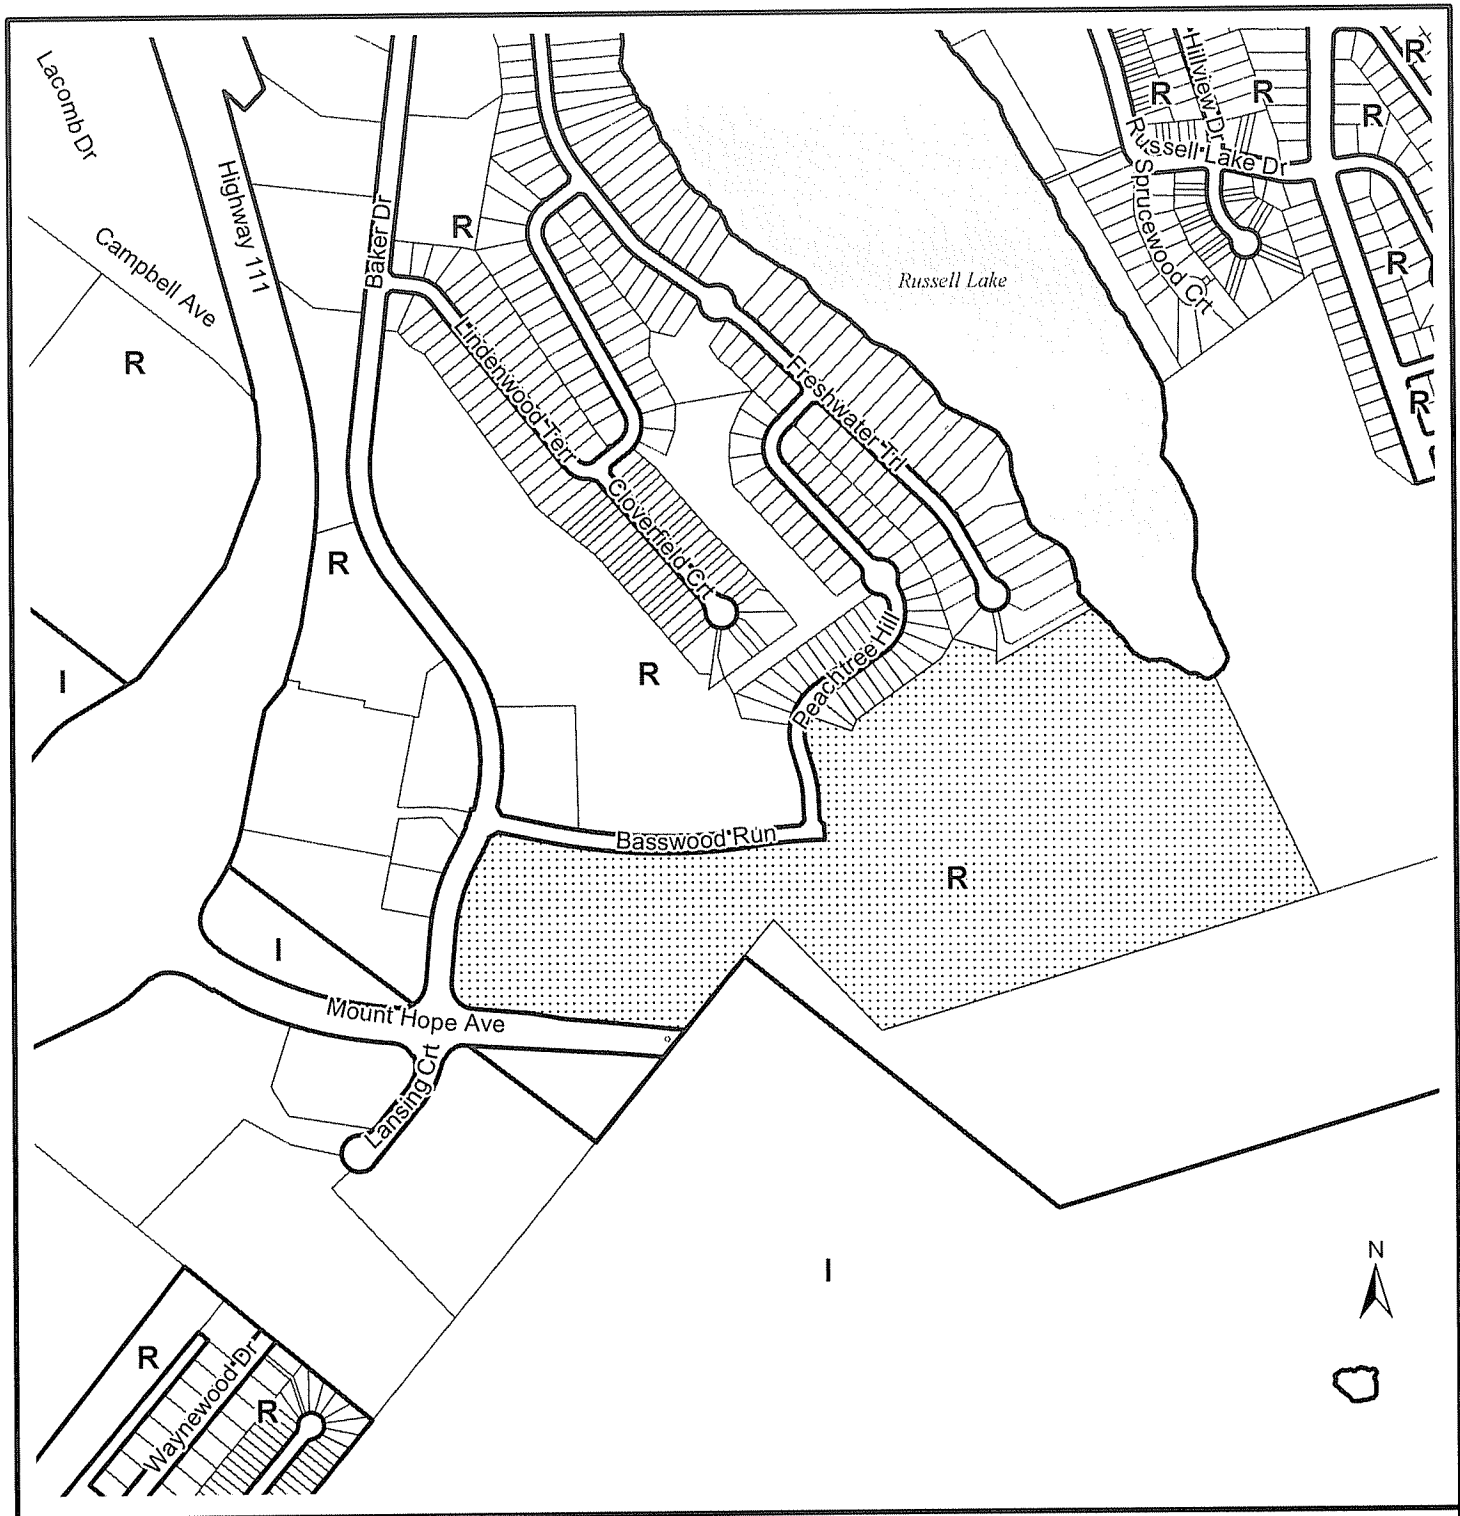 Lacomb Dr
Highway 111
Campbell Ave
R
I
Baker Dr
R
Lindenwood Terr
Cloverfield Crt
Freshwater Trl
Peachtree Hill
Russell Lake
R
Hillview Dr
R
R
R
Russell Lake Dr
Sprucewood Crt
R
R
R
R
Basswood Run
R
I
Mount Hope Ave
Lansing Crt
I
N
R
Waynewood Dr
R